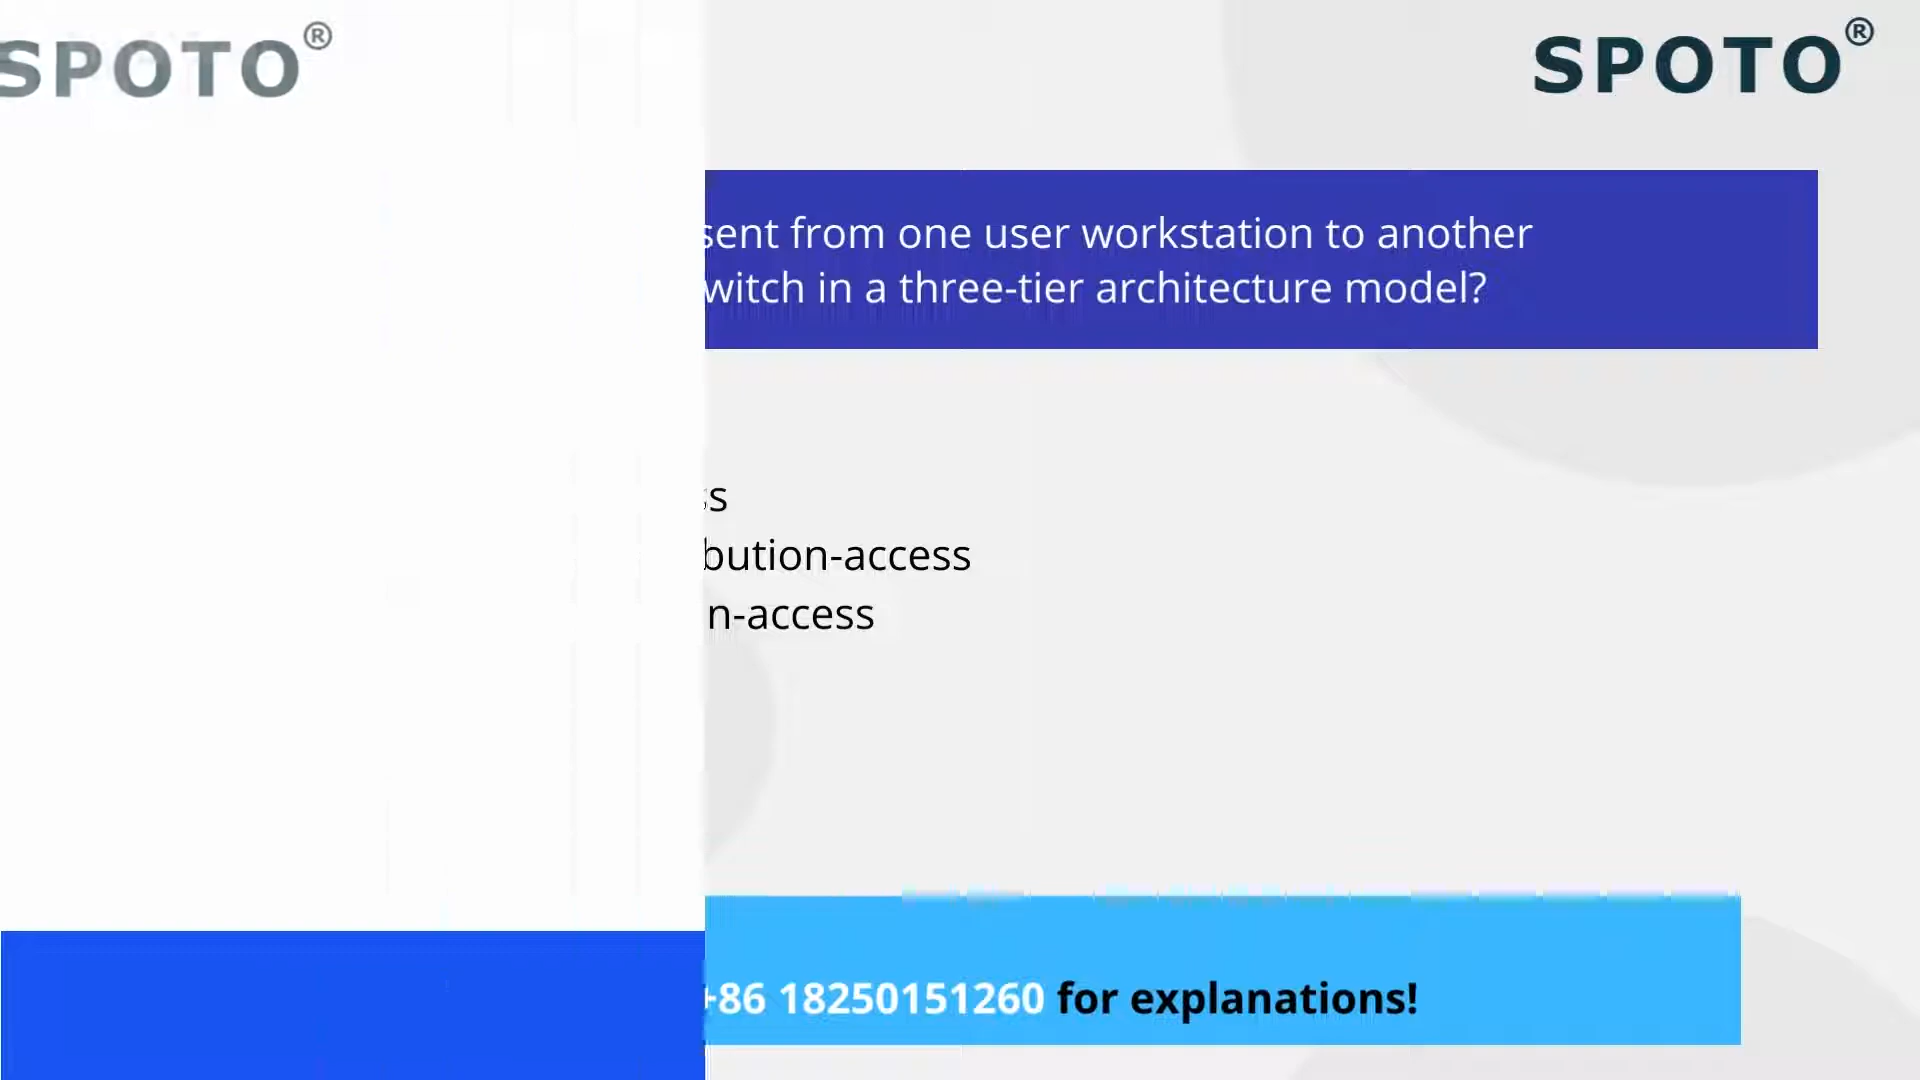 SPOTO®
SPOTO®
sent from one user workstation to another
witch in a three-tier architecture model?
s
bution-access
n-access
+86 18250151260 for explanations!